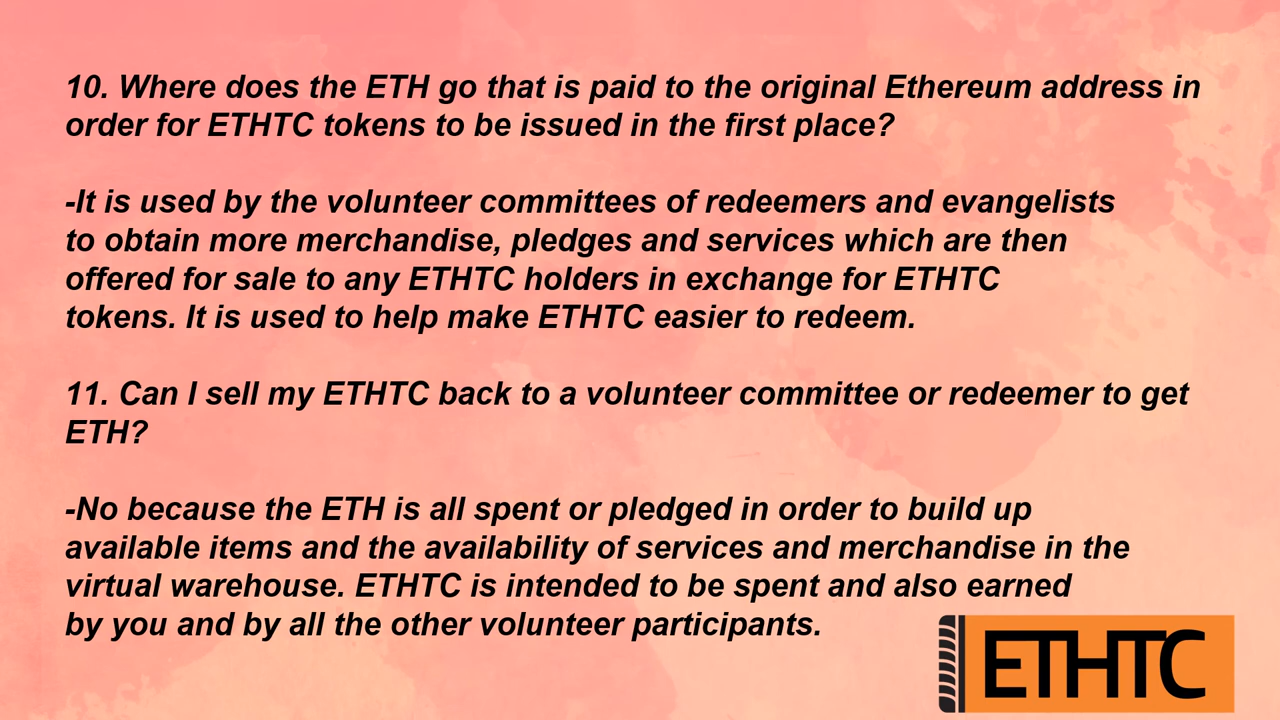 10. Where does the ETH go that is paid to the original Ethereum address in
order for ETHTC tokens to be issued in the first place?
-It is used by the volunteer committees of redeemers and evangelists
to obtain more merchandise, pledges and services which are then
offered for sale to any ETHTC holders in exchange for ETHTC
tokens. It is used to help make ETHTC easier to redeem.
11. Can I sell my ETHTC back to a volunteer committee or redeemer to get
ETH?
-No because the ETH is all spent or pledged in order to build up
available items and the availability of services and merchandise in the
virtual warehouse. ETHTC is intended to be spent and also earned
by you and by all the other volunteer participants.
ETHTC